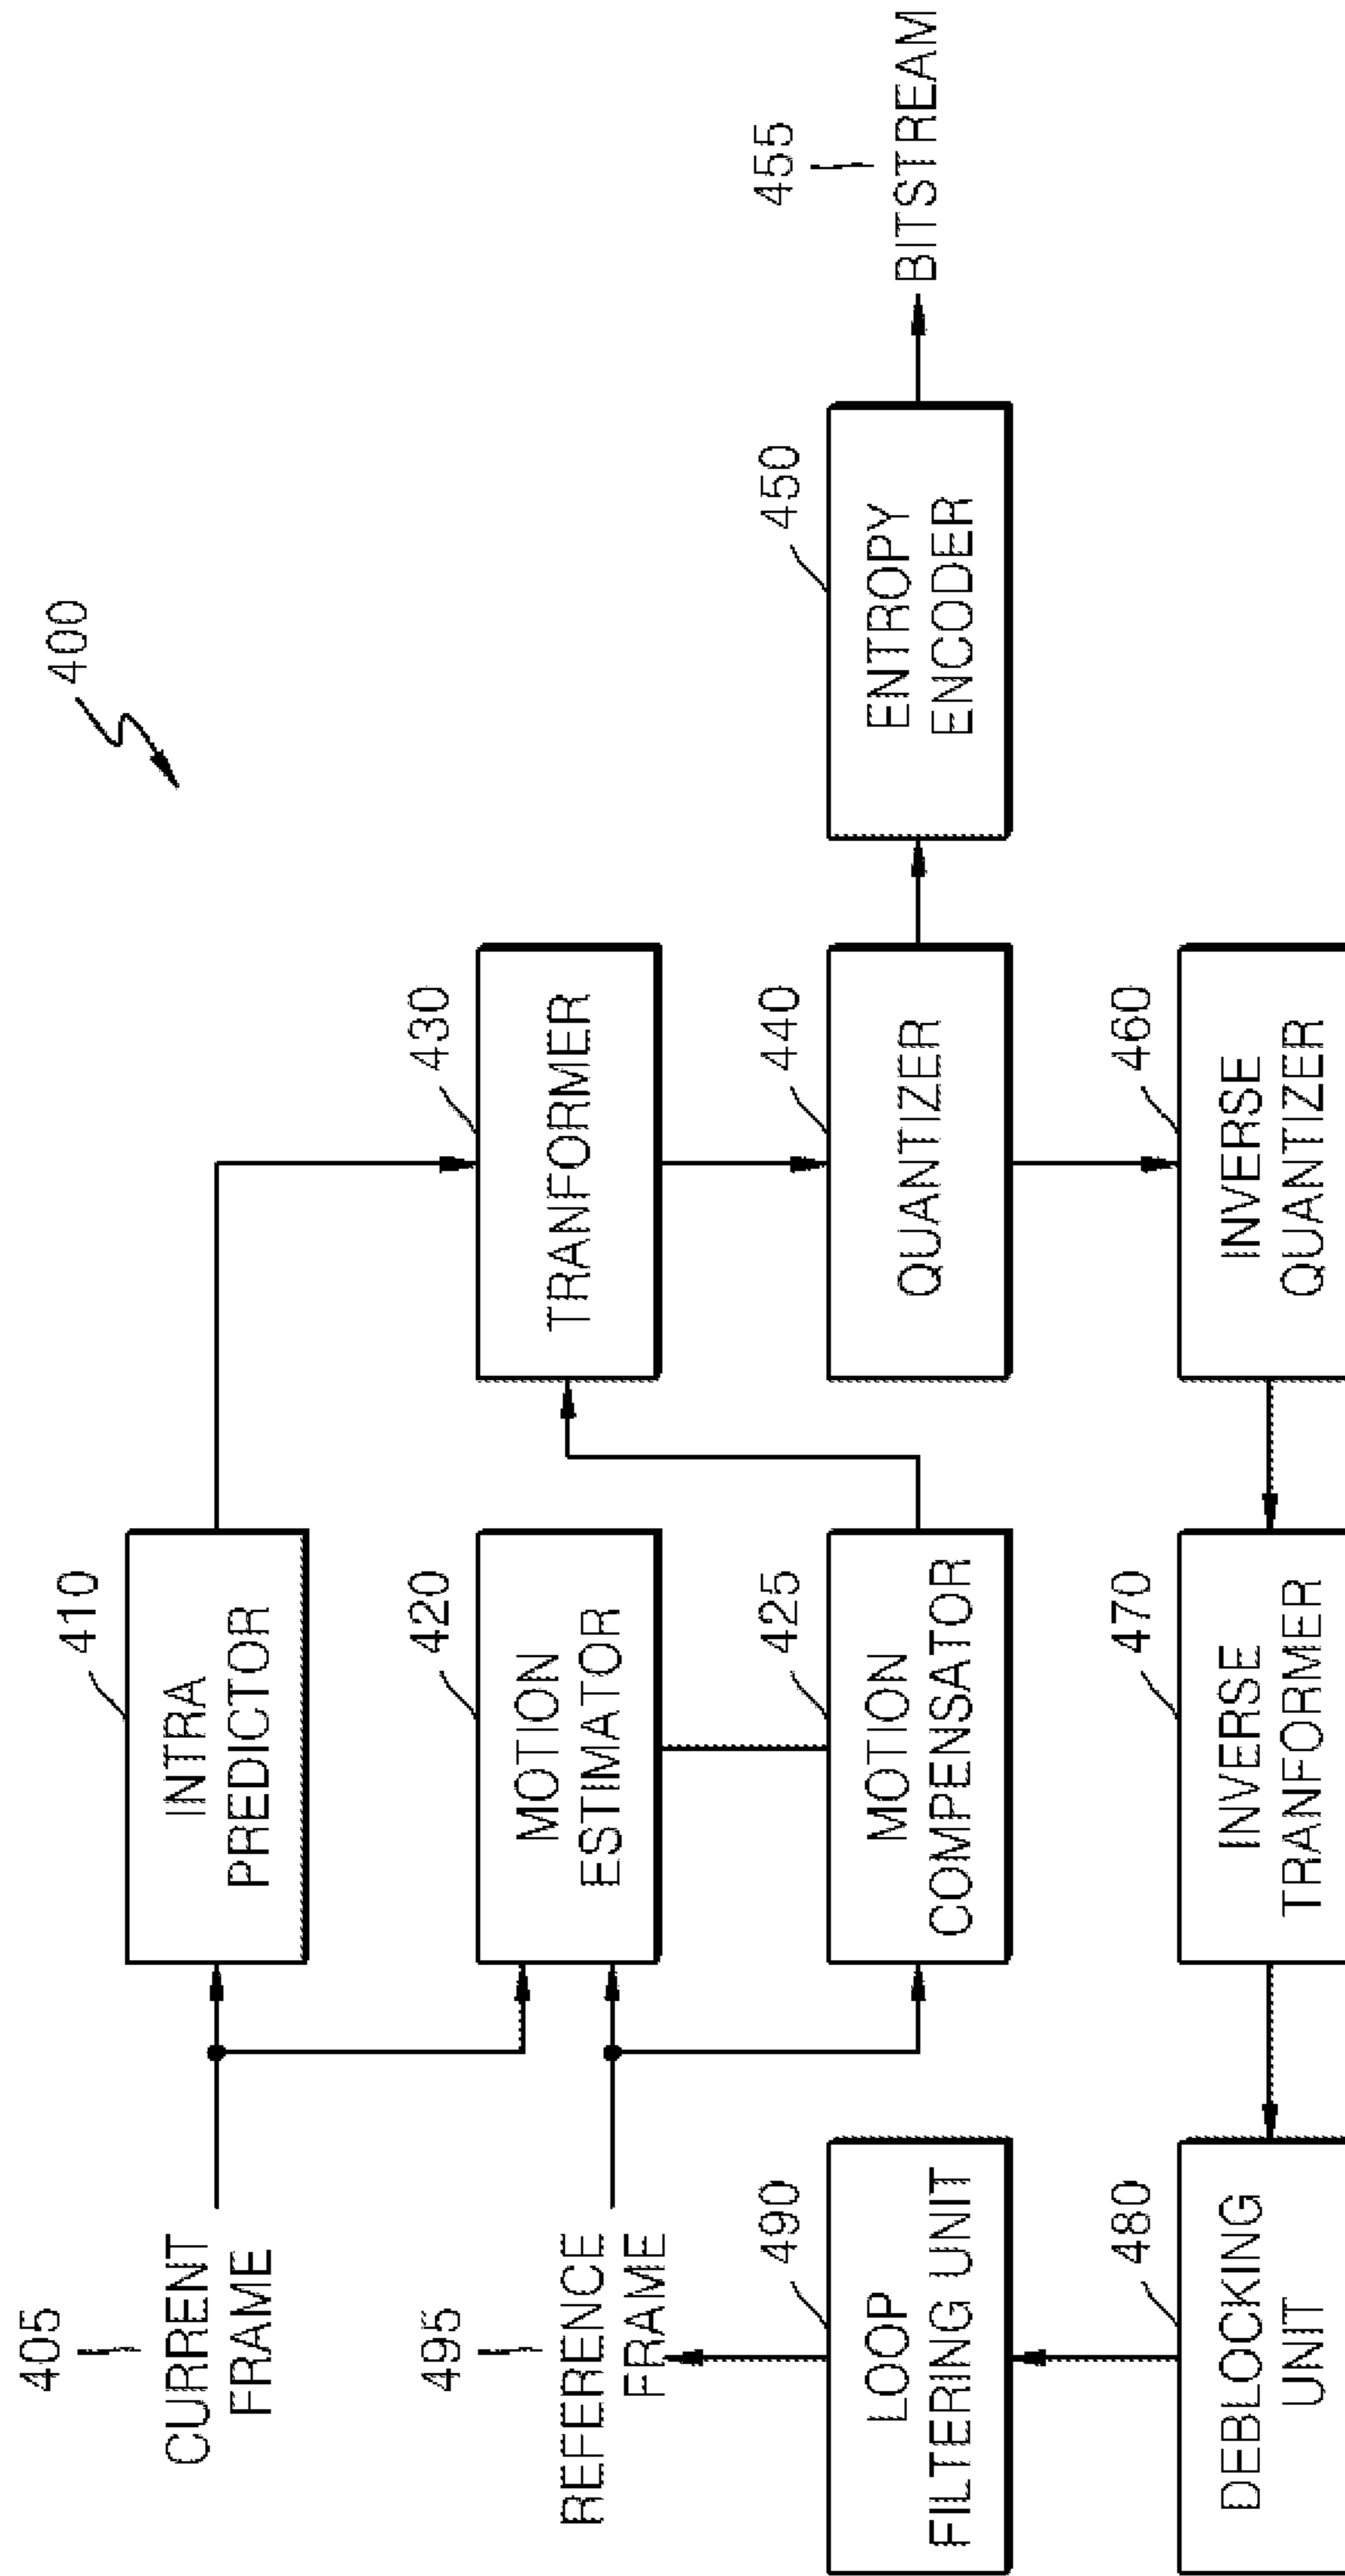 400
405
CURRENT
FRAME
410
INTRA
PREDICTOR
495
REFERENCE
FRAME
420
MOTION
ESTIMATOR
430
TRANFORMER
490
LOOP
FILTERING UNIT
425
MOTION
COMPENSATOR
440
QUANTIZER
450
ENTROPY
ENCODER
455
BITSTREAM
480
DEBLOCKING
UNIT
470
INVERSE
TRANFORMER
460
INVERSE
QUANTIZER